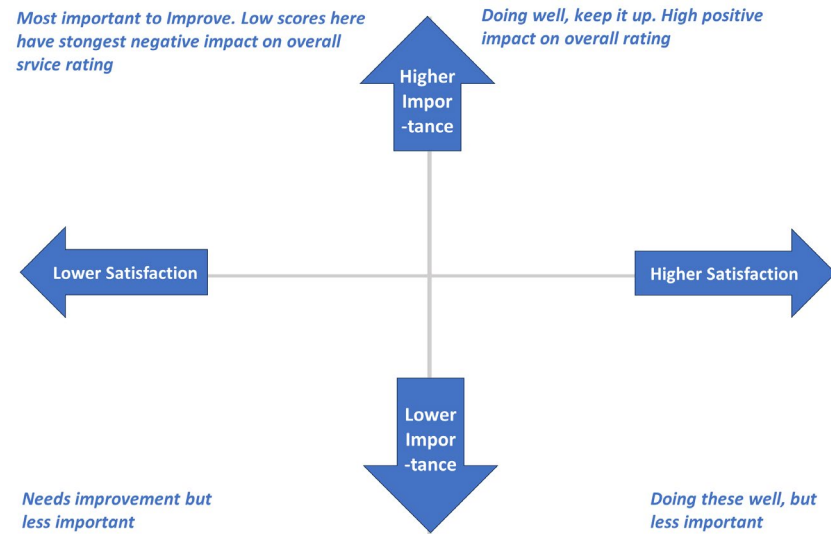 Most important to Improve. Low scores here
have stongest negative impact on overall
srvice rating
Doing well, keep it up. High positive
impact on overall rating
Higher
Impor
-tance
Lower Satisfaction
Higher Satisfaction
Lower
Impor
-tance
Needs improvement but
less important
Doing these well, but
less important